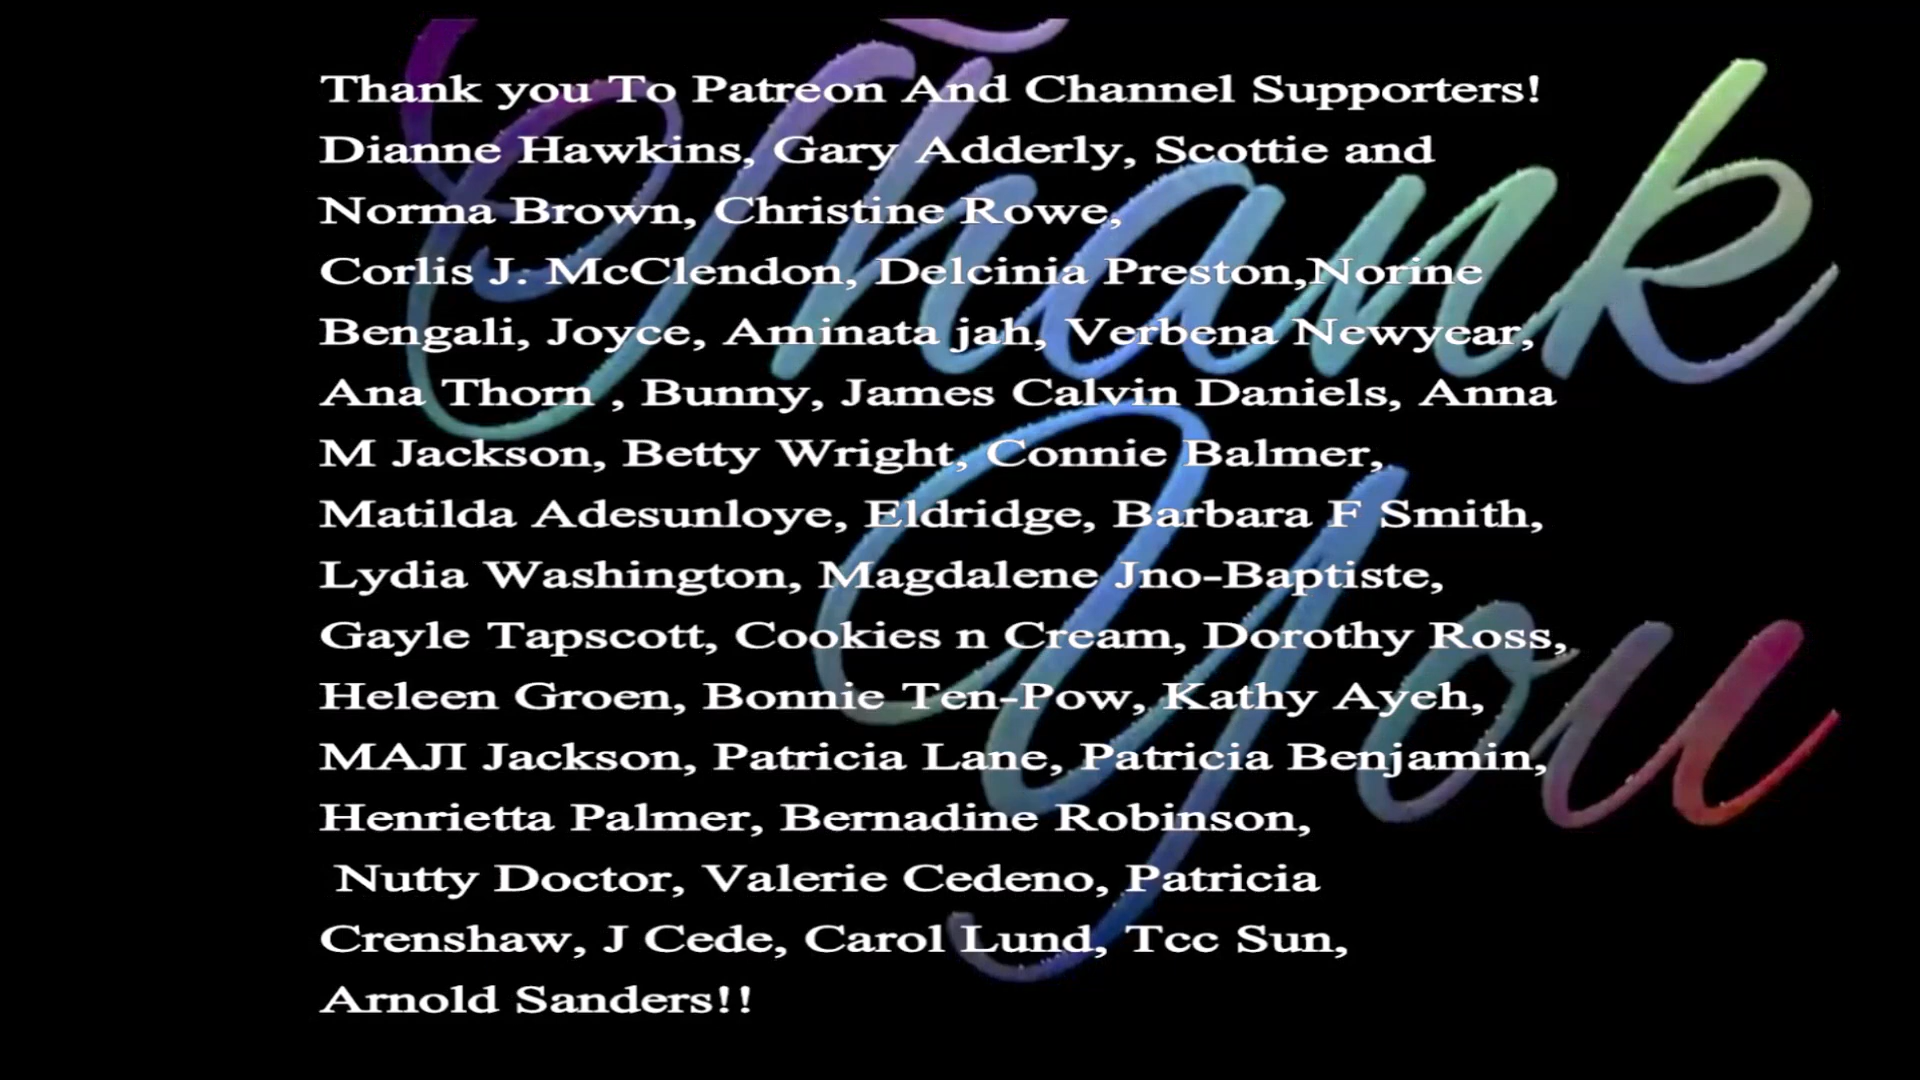 Thank you To Patreon And Channel Supporters!
Dianne Hawkins, Gary Adderly, Scottie and
Norma Brown, Christine Rowe,
Corlis J. McClendon, Delcinia Preston,Norine
Bengali, Joyce, Aminata jah, Verbena Newyear,
Ana Thorn , Bunny, James Calvin Daniels, Anna
M Jackson, Betty Wright, Connie Balmer,
Matilda Adesunloye, Eldridge, Barbara F Smith,
Lydia Washington, Magdalene Jno-Baptiste,
Gayle Tapscott, Cookies n Cream, Dorothy Ross,
Heleen Groen, Bonnie Ten-Pow, Kathy Ayeh,
MAJI Jackson, Patricia Lane, Patricia Benjamin,
Henrietta Palmer, Bernadine Robinson,
Nutty Doctor, Valerie Cedeno, Patricia
Crenshaw, J Cede, Carol Lund, Tcc Sun,
Arnold Sanders!!
Thank
You